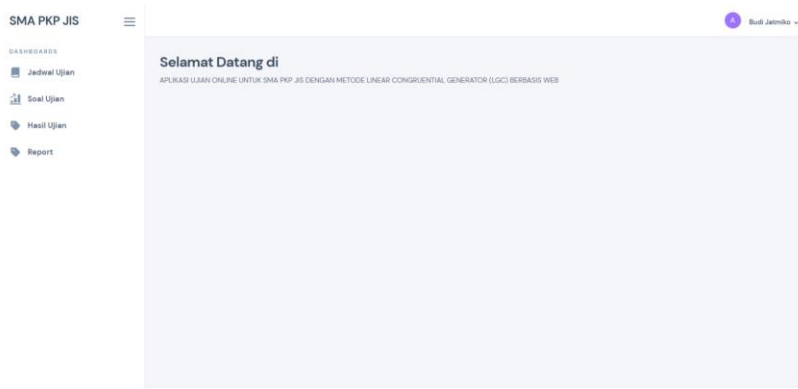 SMA PKP JIS
A
Budi Jatmiko
DASHBOARDS
Jadwal Ujian
Soal Ujian
Hasil Ujian
Report
Selamat Datang di
APLIKASI UJIAN ONLINE UNTUK SMA PKP JIS DENGAN METODE LINEAR CONGRUENTIAL GENERATOR (LGC) BERBASIS WEB